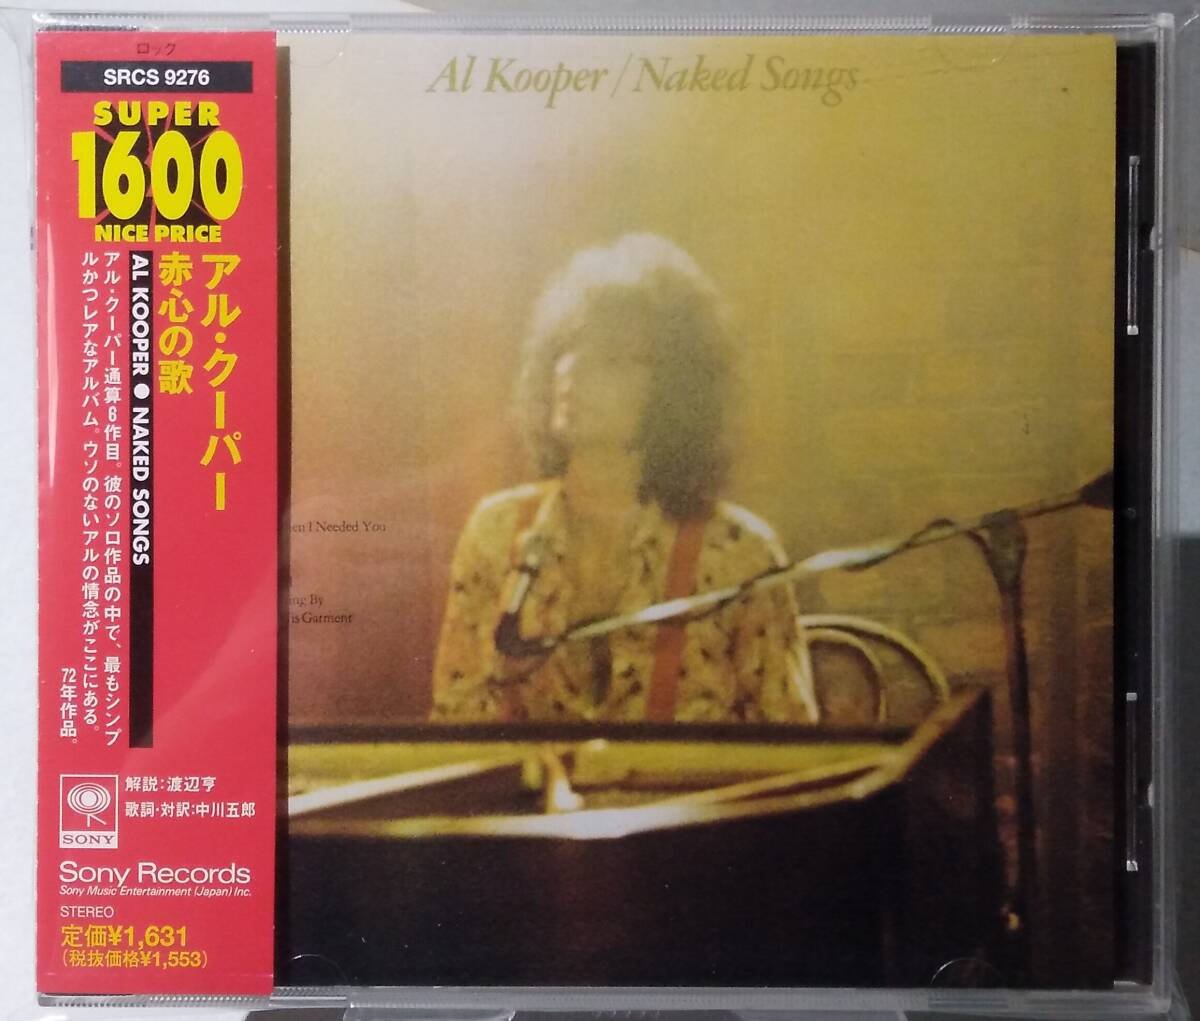 ロック
SRCS 9276
SUPER
1600
NICE PRICE
アル・クーパー
赤心の歌
AL KOOPER ● NAKED SONGS
アル・クーパー通算6作目。彼のソロ作品の中で、最もシンプ
ルかつレアなアルバム。ウソのないアルの情念がここにある。
72年作品。
解説:渡辺亨
歌詞・対訳:中川五郎
SONY
Sony Records
Sony Music Entertainment (Japan) Inc.
STEREO
定価¥1,631
(税抜価格¥1,553)
Al Kooper/Naked Songs
I Needed You
By
Garment